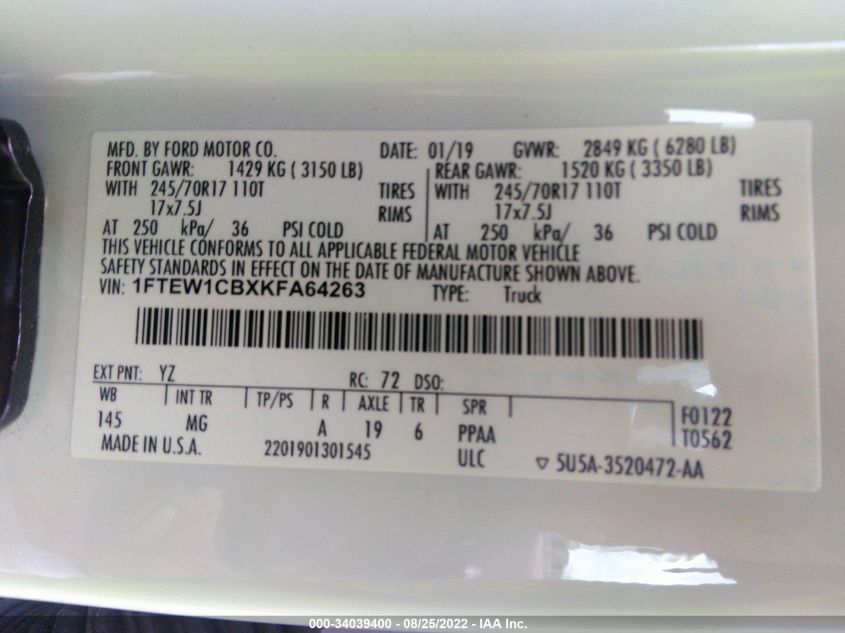 MFD. BY FORD MOTOR CO. DATE: 01/19 GVWR: 2849 KG ( 6280 LB)
FRONT GAWR: 1429 KG ( 3150 LB) REAR GAWR: 1520 KG ( 3350 LB)
WITH 245/70R17 110T TIRES WITH 245/70R17 110T TIRES
17x7.5J RIMS 17x7.5J RIMS
AT 250 kPa/ 36 PSI COLD AT 250 kPa/ 36 PSI COLD
THIS VEHICLE CONFORMS TO ALL APPLICABLE FEDERAL MOTOR VEHICLE
SAFETY STANDARDS IN EFFECT ON THE DATE OF MANUFACTURE SHOWN ABOVE.
VIN: 1FTEW1CBXKFA64263 TYPE: Truck
EXT PNT: YZ RC: 72 DSO:
WB INT TR TP/PS R AXLE TR SPR F0122
145 MG A 19 6 PPAA T0562
MADE IN U.S.A. 2201901301545 ULC 5U5A-3520472-AA
000-34039400 - 08/25/2022 - IAA Inc.